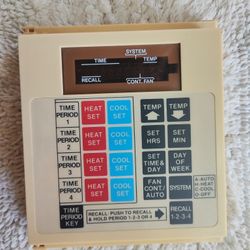 SYSTEM
TIME TEMP
RECALL CONT. FAN
TIME PERIOD 1 HEAT SET COOL SET TEMP TEMP
TIME PERIOD 2 HEAT SET COOL SET SET HRS SET MIN
TIME PERIOD 3 HEAT SET COOL SET SET TIME & DAY DAY OF WEEK
TIME PERIOD 4 HEAT SET COOL SET FAN CONT/ AUTO SYSTEM
A-AUTO
H-HEAT
C-COOL
O-OFF
TIME PERIOD KEY RECALL: PUSH TO RECALL & HOLD PERIOD 1-2-3 OR 4 RECALL 1-2-3-4